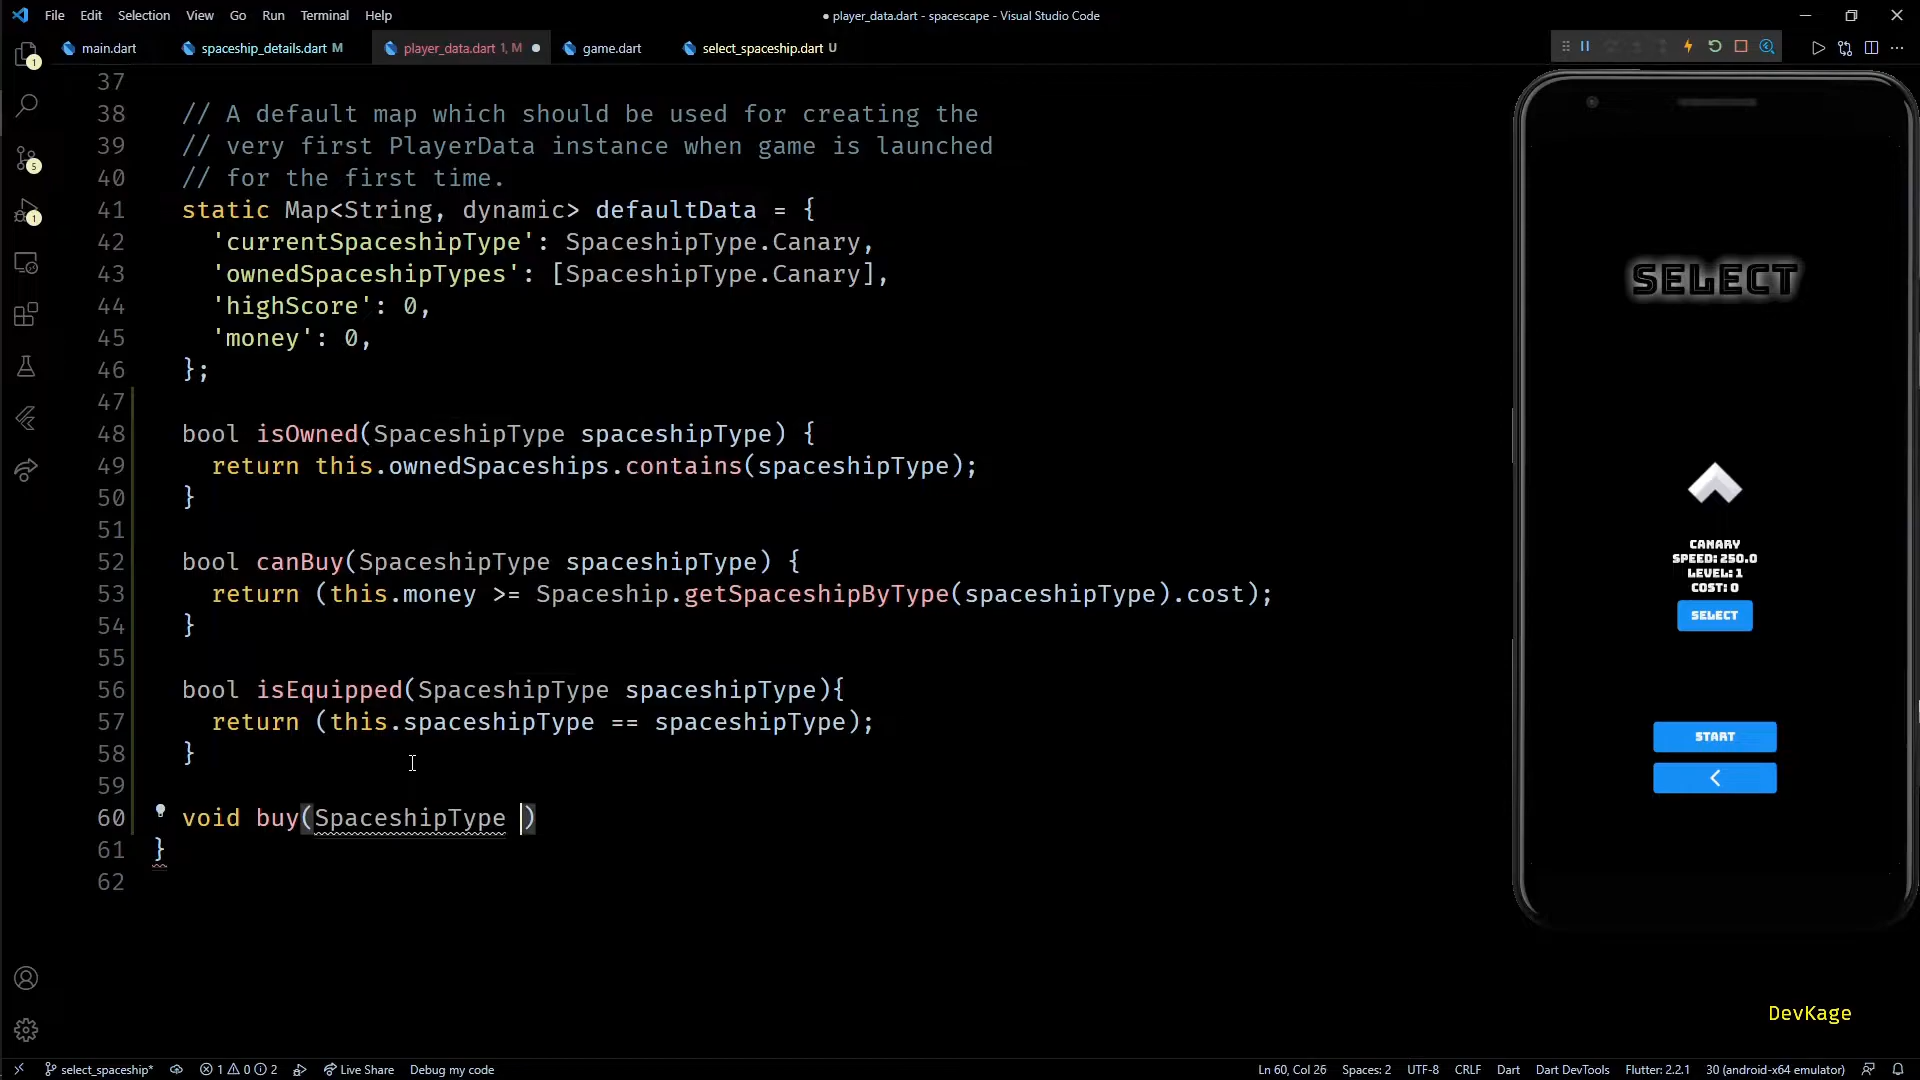 File Edit Selection View Go Run Terminal Help
● player_data.dart - spacescape - Visual Studio Code
main.dart
spaceship_details.dart M
player_data.dart 1, M
game.dart
select_spaceship.dart U
1
5
1
37
38 // A default map which should be used for creating the
39 // very first PlayerData instance when game is launched
40 // for the first time.
41 static Map<String, dynamic> defaultData = {
42 'currentSpaceshipType': SpaceshipType.Canary,
43 'ownedSpaceshipTypes': [SpaceshipType.Canary],
44 'highScore': 0,
45 'money': 0,
46 };
47
48 bool isOwned(SpaceshipType spaceshipType) {
49 return this.ownedSpaceships.contains(spaceshipType);
50 }
51
52 bool canBuy(SpaceshipType spaceshipType) {
53 return (this.money >= Spaceship.getSpaceshipByType(spaceshipType).cost);
54 }
55
56 bool isEquipped(SpaceshipType spaceshipType){
57 return (this.spaceshipType == spaceshipType);
58 }
59
60 void buy(SpaceshipType )
61 }
62
SELECT
CANARY
SPEED: 250.0
LEVEL: 1
COST: 0
SELECT
START
DevKage
select_spaceship* 1 0 2 Live Share Debug my code
Ln 60, Col 26 Spaces: 2 UTF-8 CRLF Dart Dart DevTools Flutter: 2.2.1 30 (android-x64 emulator)